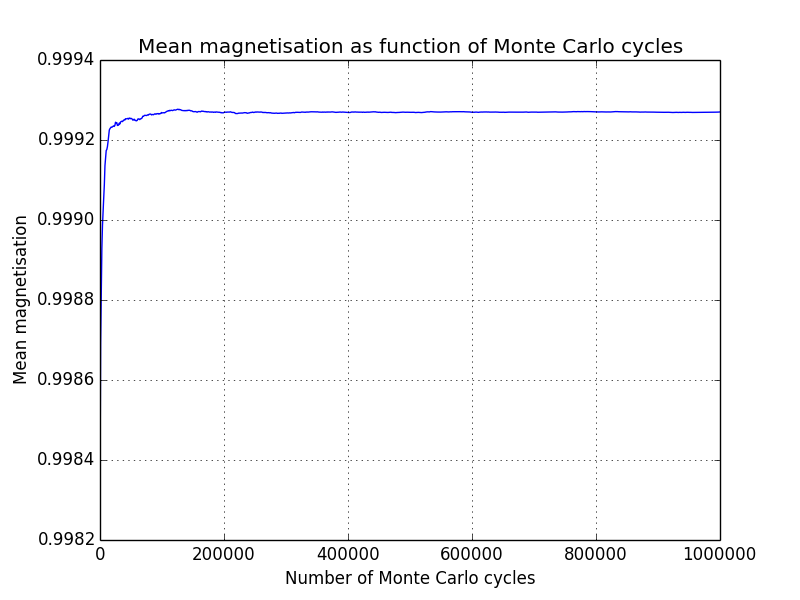 Mean magnetisation as function of Monte Carlo cycles
0.9994
0.9992
0.9990
0.9988
0.9986
0.9984
0.9982
Mean magnetisation
0 200000 400000 600000 800000 1000000
Number of Monte Carlo cycles